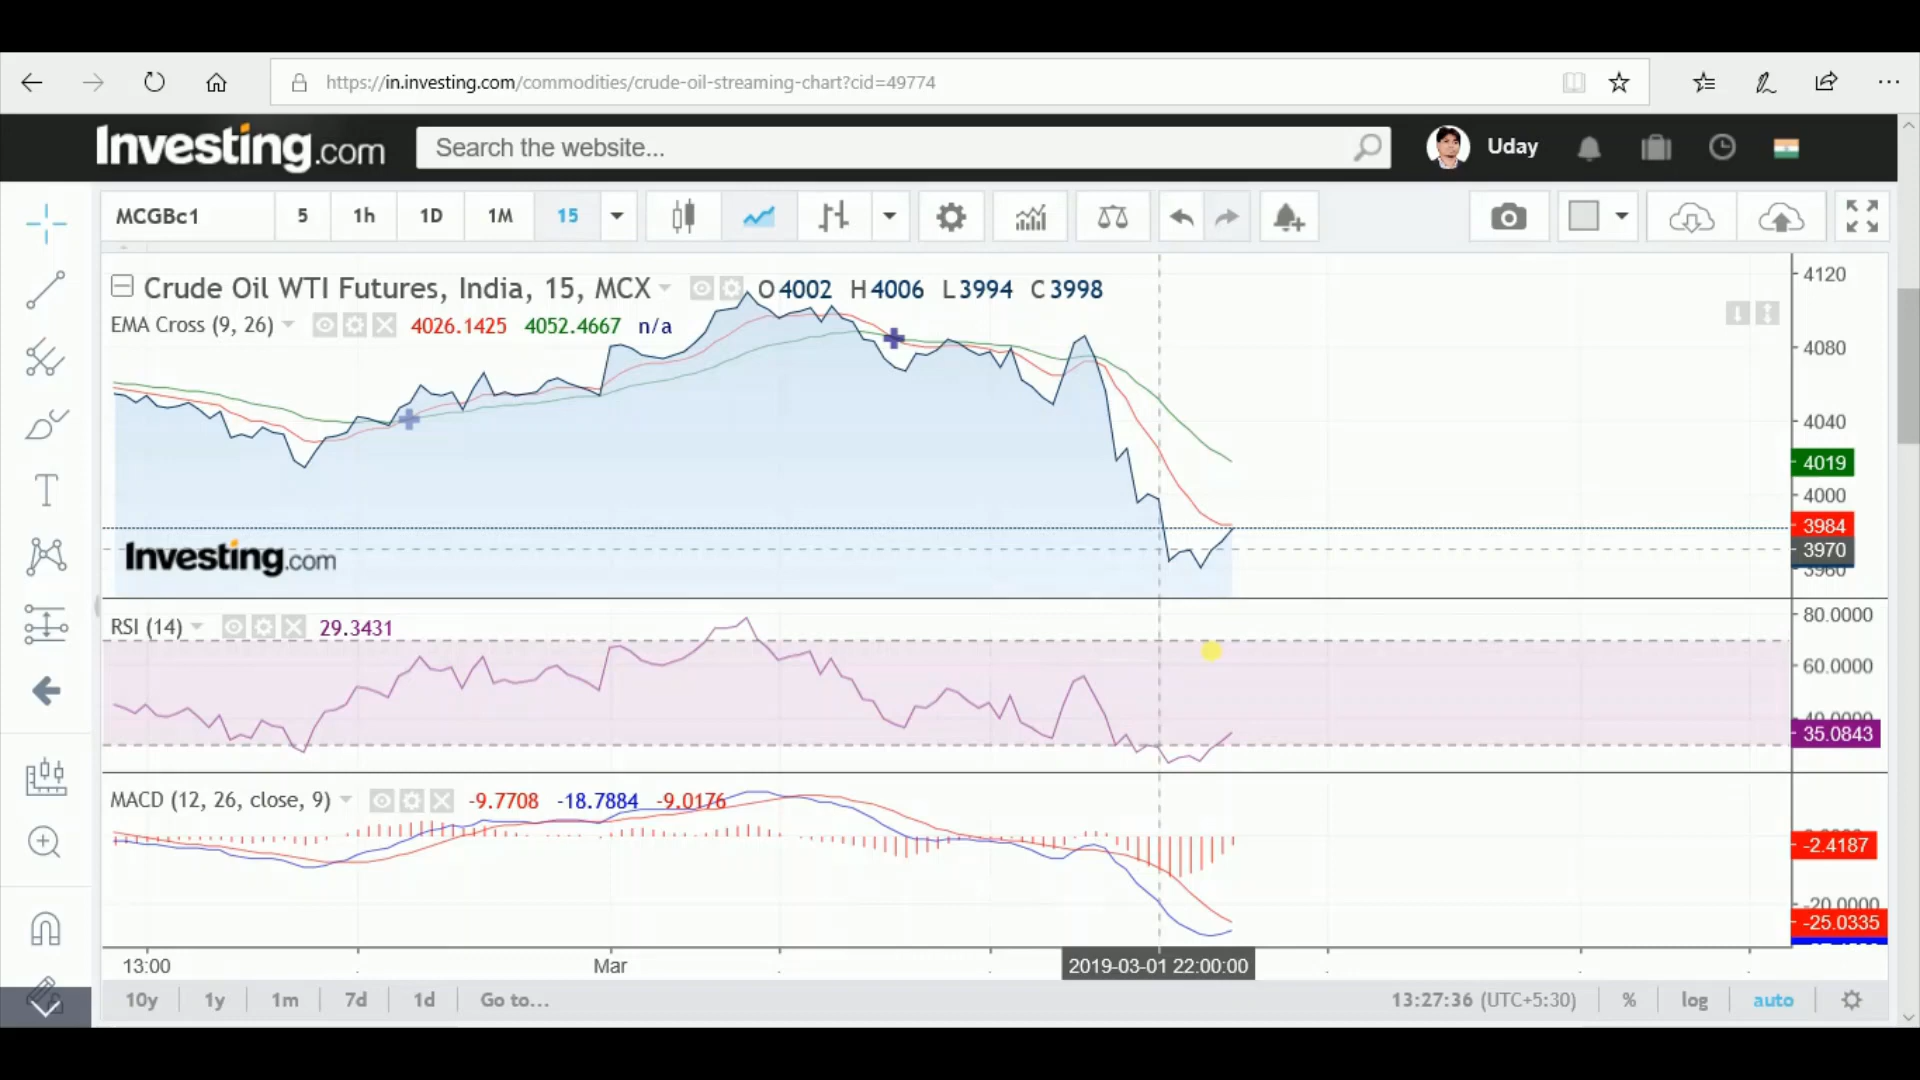 https://in.investing.com/commodities/crude-oil-streaming-chart?cid=49774
Investing.com
Search the website...
Uday
MCGBc1 5 1h 1D 1M 15
Crude Oil WTI Futures, India, 15, MCX O 4002 H 4006 L 3994 C 3998
EMA Cross (9, 26) 4026.1425 4052.4667 n/a
4120
4080
4040
4019
4000
3984
3970
3960
Investing.com
RSI (14) 29.3431
80.0000
60.0000
40.0000
35.0843
MACD (12, 26, close, 9) -9.7708 -18.7884 -9.0176
-2.4187
-20.0000
-25.0335
13:00 Mar 2019-03-01 22:00:00
10y 1y 1m 7d 1d Go to... 13:27:36 (UTC+5:30) % log auto